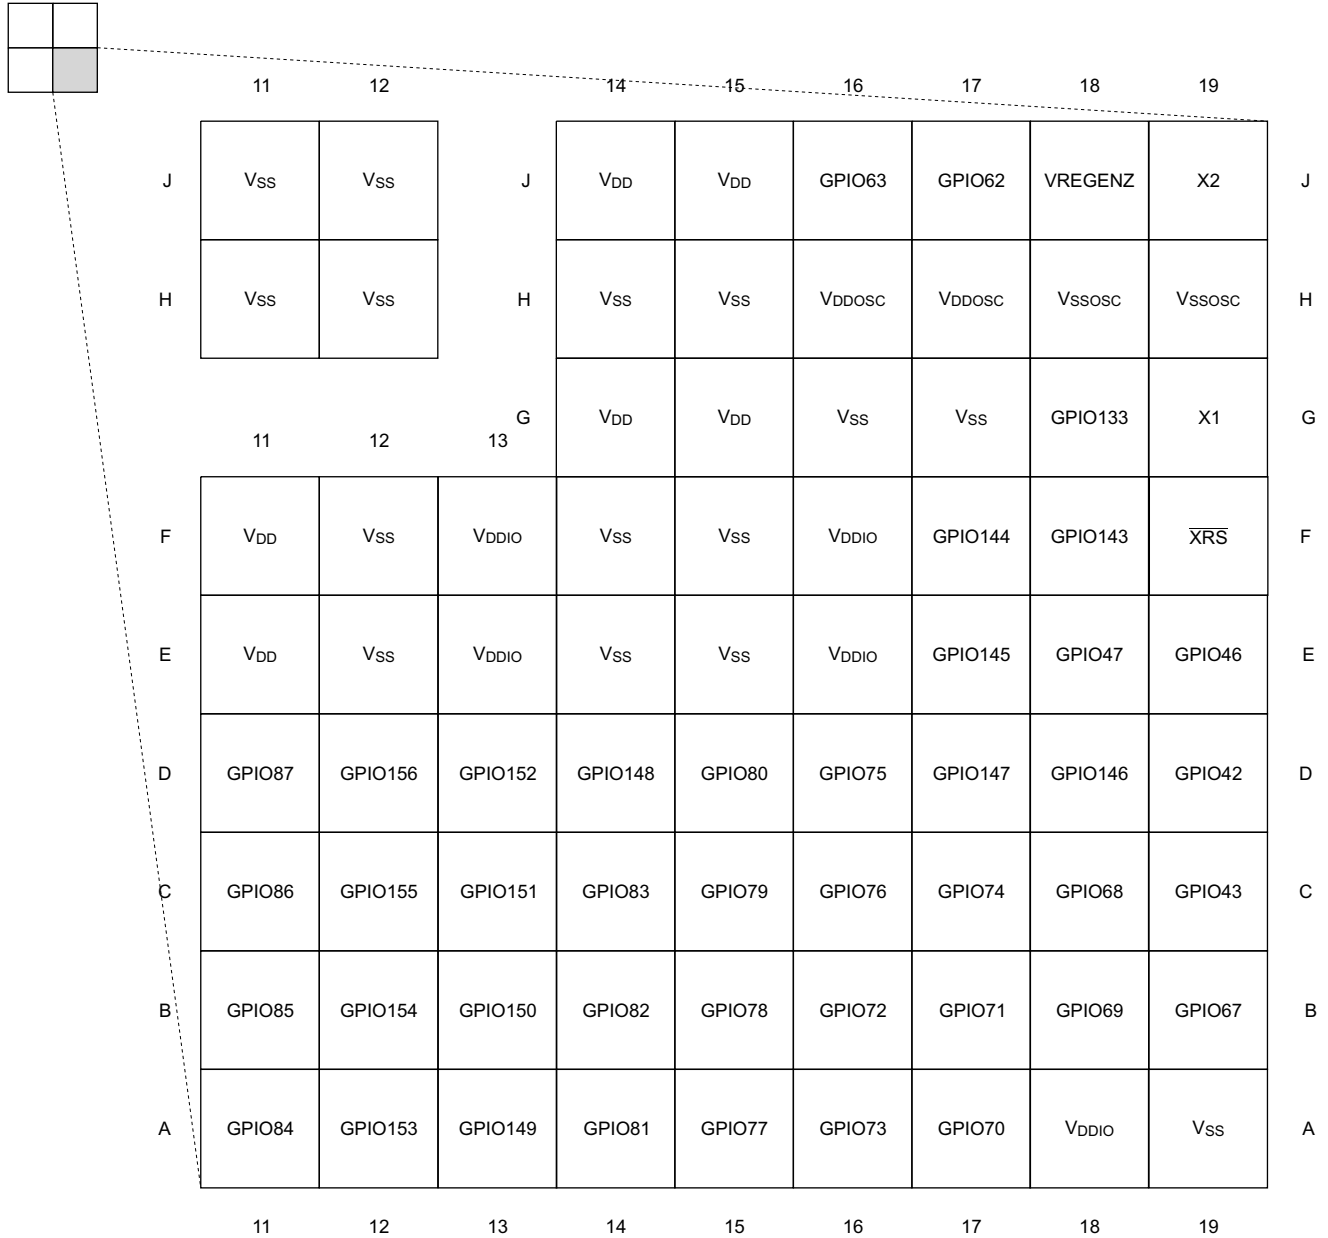 11 12 14 15 16 17 18 19
J VSS VSS J VDD VDD GPIO63 GPIO62 VREGENZ X2 J
H VSS VSS H VSS VSS VDDOSC VDDOSC VSSOSC VSSOSC H
G VDD VDD VSS VSS GPIO133 X1 G
11 12 13
F VDD VSS VDDIO VSS VSS VDDIO GPIO144 GPIO143 XRS F
E VDD VSS VDDIO VSS VSS VDDIO GPIO145 GPIO47 GPIO46 E
D GPIO87 GPIO156 GPIO152 GPIO148 GPIO80 GPIO75 GPIO147 GPIO146 GPIO42 D
C GPIO86 GPIO155 GPIO151 GPIO83 GPIO79 GPIO76 GPIO74 GPIO68 GPIO43 C
B GPIO85 GPIO154 GPIO150 GPIO82 GPIO78 GPIO72 GPIO71 GPIO69 GPIO67 B
A GPIO84 GPIO153 GPIO149 GPIO81 GPIO77 GPIO73 GPIO70 VDDIO VSS A
11 12 13 14 15 16 17 18 19